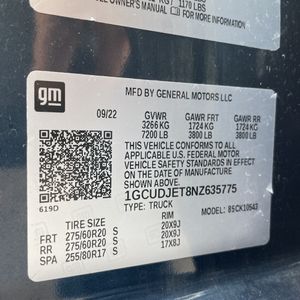 1170 LBS
OWNER'S MANUAL
gm
MFD BY GENERAL MOTORS LLC
09/22 GVWR GAWR FRT GAWR RR
3266 KG 1724 KG 1724 KG
7200 LB 3800 LB 3800 LB
THIS VEHICLE CONFORMS TO ALL APPLICABLE U.S.
FEDERAL MOTOR VEHICLE SAFETY STANDARDS IN EFFECT ON
THE DATE OF MANUFACTURE SHOWN ABOVE.
1GCUDJET8NZ635775
619D TYPE: TRUCK MODEL: 85CK10543
TIRE SIZE RIM
FRT 275/60R20 S 20X9J
RR 275/60R20 S 20X9J
SPA 255/80R17 S 17X8J